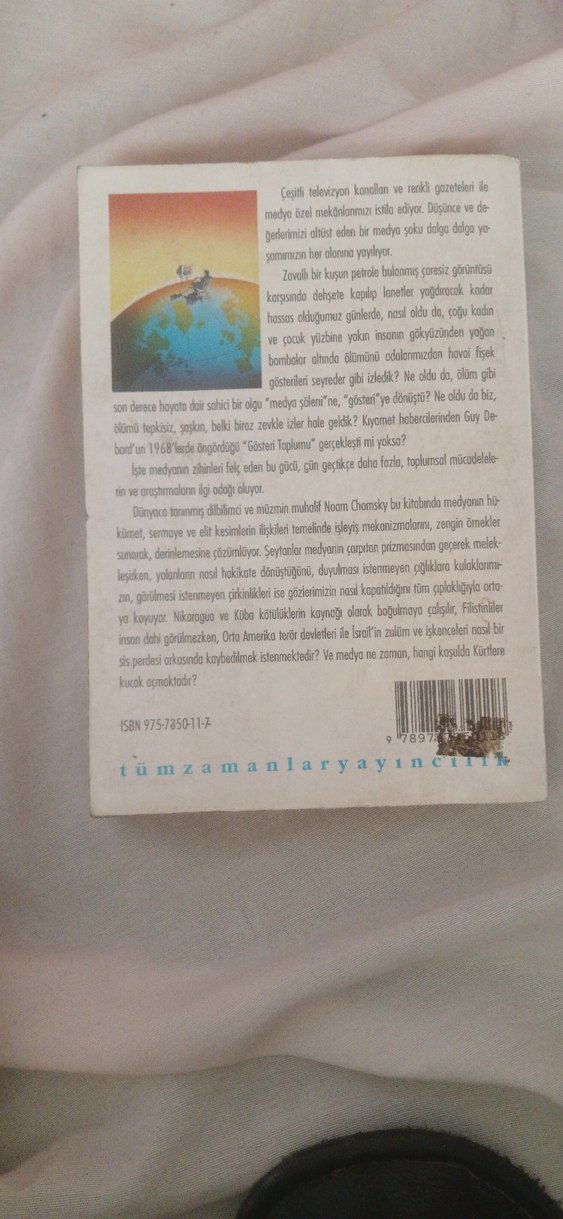 Çeşitli televizyon kanalları ve renkli gazeteleri ile
medya özel mekânlarımızı istila ediyor. Düşünce ve de-
ğerlerimizi altüst eden bir medya şoku dalga dalga ya-
şamımızın her alanına yayılıyor.
Zavallı bir kuşun petrole bulanmış çaresiz görüntüsü
karşısında dehşete kapılıp lanetler yağdıracak kadar
hassas olduğumuz günlerde, nasıl oldu da, çoğu kadın
ve çocuk yüzbine yakın insanın gökyüzünden yağan
bombalar altında ölümünü odalarımızdan havai fişek
gösterileri seyreder gibi izledik? Ne oldu da, ölüm gibi
son derece hayata dair sahici bir olgu "medya şöleni"ne, "gösteri"ye dönüştü? Ne oldu da biz,
ölümü tepkisiz, şaşkın, belki biraz zevkle izler hale geldik? Kıyamet habercilerinden Guy De-
bord'un 1968'lerde öngördüğü "Gösteri Toplumu" gerçekleşti mi yoksa?
İşte medyanın zihinleri felç eden bu gücü, gün geçtikçe daha fazla, toplumsal mücadelele-
rin ve araştırmaların ilgi odağı oluyor.
Dünyaca tanınmış dilbilimci ve müzmin muhalif Noam Chomsky bu kitabında medyanın hü-
kümet, sermaye ve elit kesimlerin ilişkileri temelinde işleyiş mekanizmalarını, zengin örnekler
sunarak, derinlemesine çözümlüyor. Şeytanlar medyanın çarpıtan prizmasından geçerek melek-
leşirken, yalanların nasıl hakikate dönüştüğünü, duyulması istenmeyen çığlıklara kulaklarımı-
zın, görülmesi istenmeyen çirkinlikleri ise gözlerimizin nasıl kapatıldığını tüm çıplaklığıyla orta-
ya koyuyor. Nikaragua ve Küba kötülüklerin kaynağı olarak boğulmaya çalışılır, Filistinliler
insan dahi görülmezken, Orta Amerika terör devletleri ile İsrail'in zulüm ve işkenceleri nasıl bir
sis perdesi arkasında kaybedilmek istenmektedir? Ve medya ne zaman, hangi koşulda Kürtlere
kucak açmaktadır?
ISBN 975-7350-11-7
tümzamanlaryayıncılık